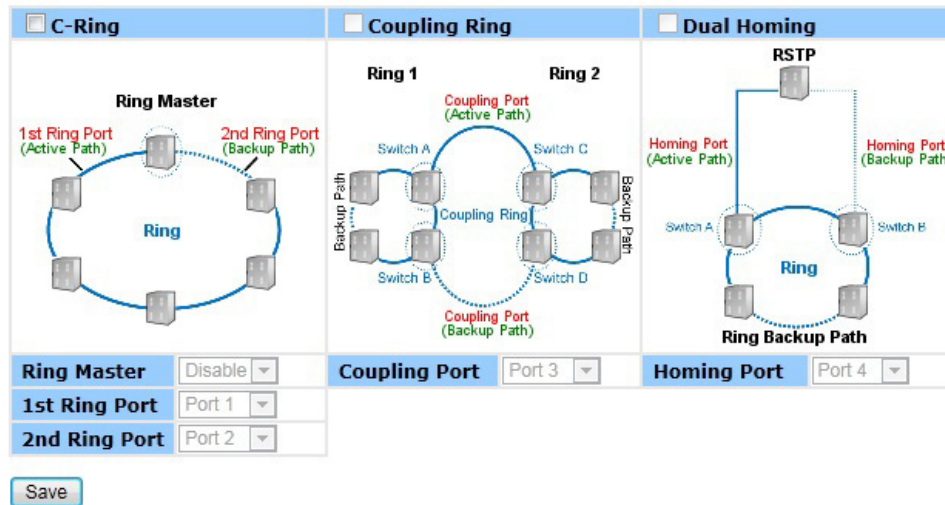 C-Ring
Coupling Ring
Dual Homing
Ring Master
1st Ring Port
(Active Path)
2nd Ring Port
(Backup Path)
Ring
Ring 1
Ring 2
Coupling Port
(Active Path)
Switch A
Switch C
Backup Path
Coupling Ring
Backup Path
Switch B
Switch D
Coupling Port
(Backup Path)
RSTP
Homing Port
(Active Path)
Homing Port
(Backup Path
Switch A
Switch B
Ring
Ring Backup Path
Ring Master Disable
Coupling Port Port 3
Homing Port Port 4
1st Ring Port Port 1
2nd Ring Port Port 2
Save